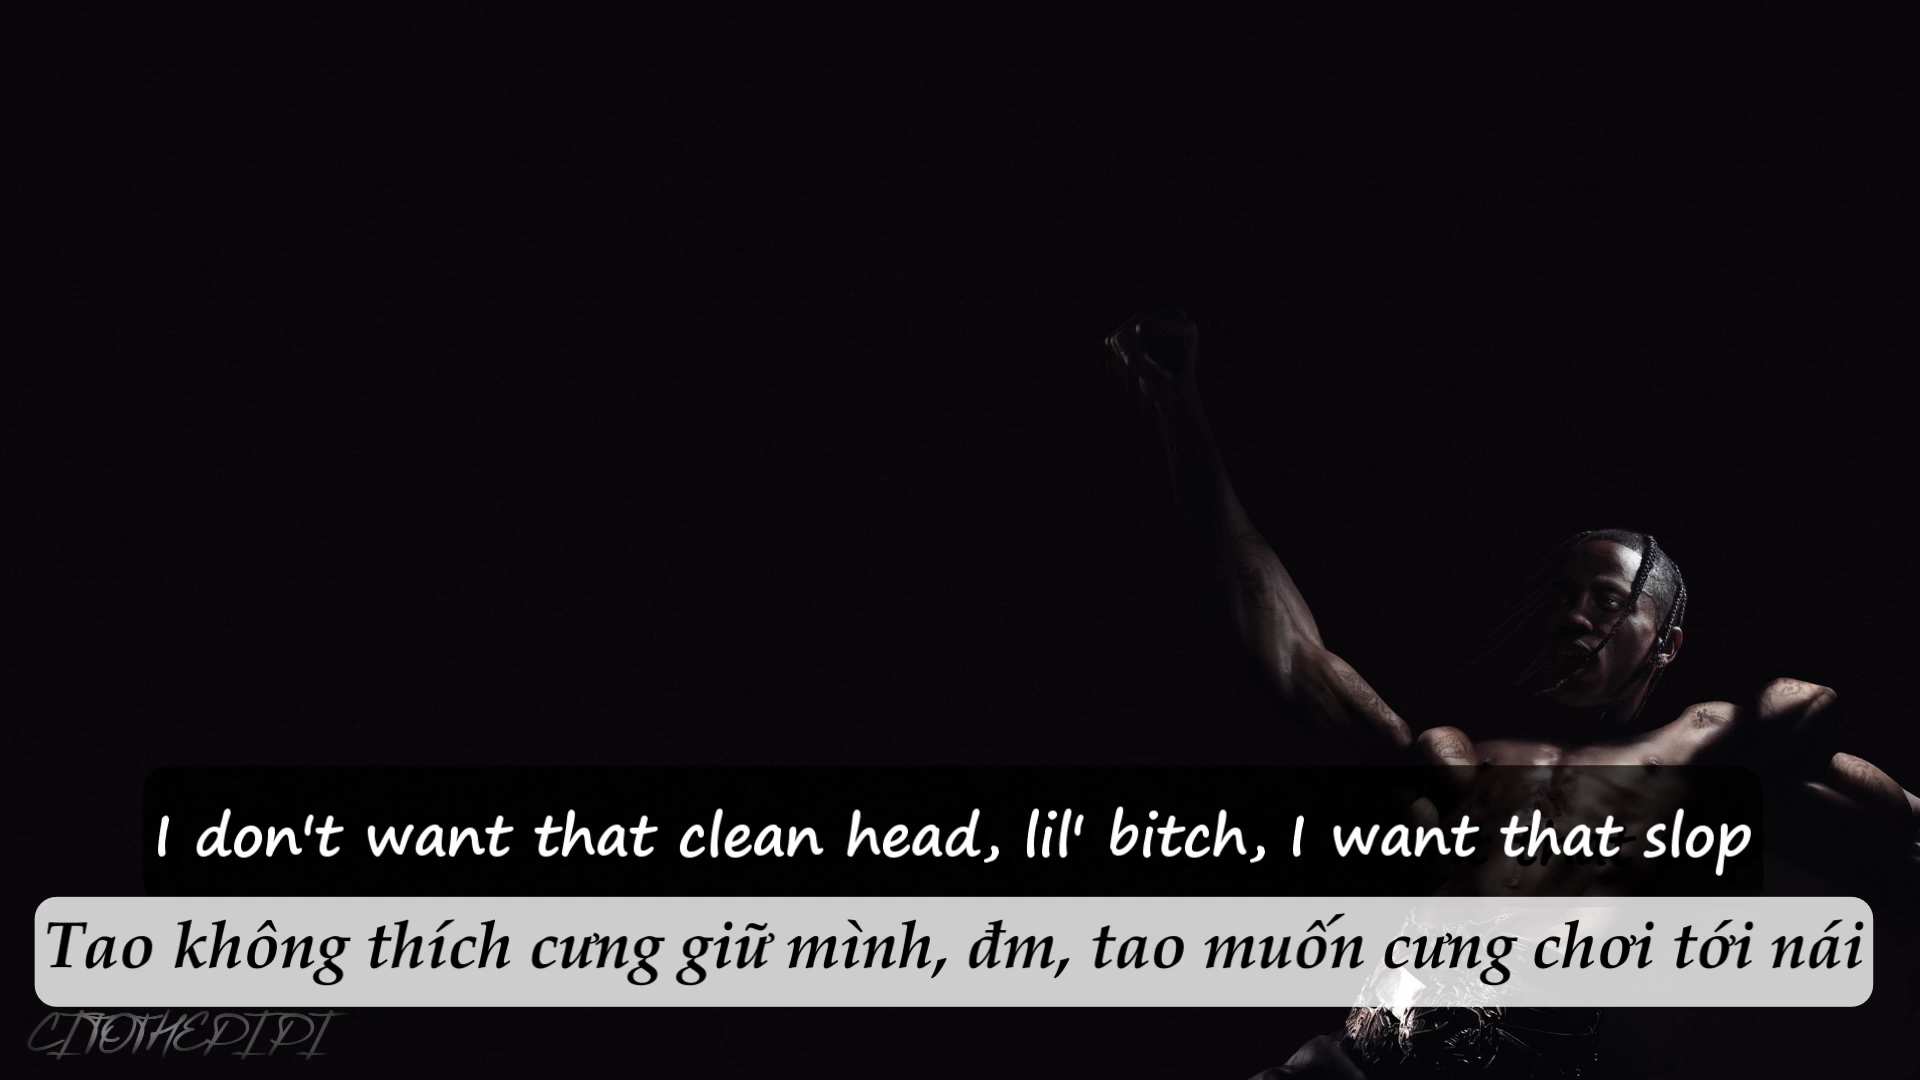 I don't want that clean head, lil' bitch, I want that slop
Tao không thích cưng giữ mình, đm, tao muốn cưng chơi tới nái
CITOTHEPIPI